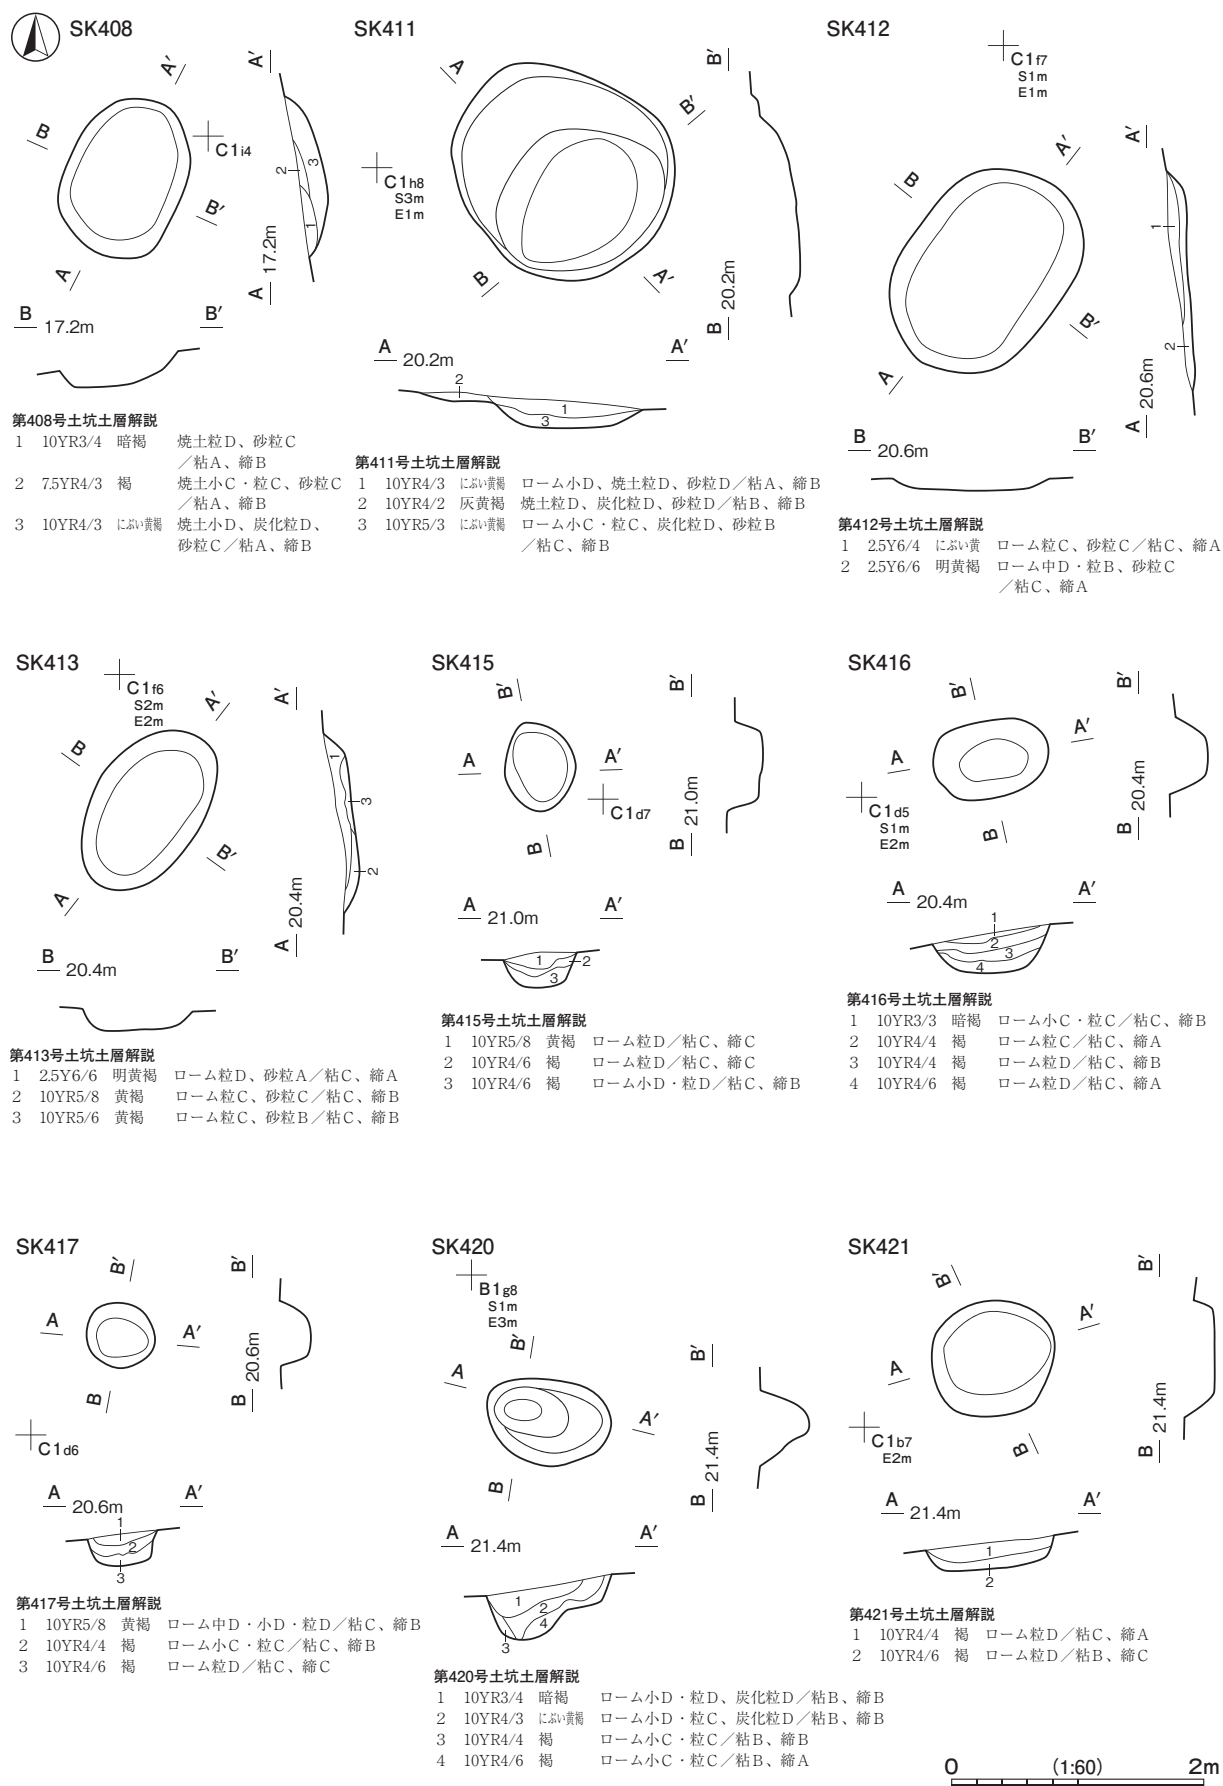 SK408
A′
B
C1i4
B′
A
A′
2
3
1
A 17.2m
B 17.2m B′
第408号土坑土層解説
1 10YR3/4 暗褐 焼土粒D、砂粒C
／粘A、締B
2 7.5YR4/3 褐 焼土小C・粒C、砂粒C
／粘A、締B
3 10YR4/3 にぶい黄褐 焼土小D、炭化粒D、
砂粒C／粘A、締B
SK411
A
B′
C1h8
S3m
E1m
B
A′
B′
B 20.2m
A 20.2m A′
2
1
3
第411号土坑土層解説
1 10YR4/3 にぶい黄褐 ローム小D、焼土粒D、砂粒D／粘A、締B
2 10YR4/2 灰黄褐 焼土粒D、炭化粒D、砂粒D／粘B、締B
3 10YR5/3 にぶい黄褐 ローム小C・粒C、炭化粒D、砂粒B
／粘C、締B
SK412
C1f7
S1m
E1m
A′
B
B′
A
A′
1
2
A 20.6m
B 20.6m B′
第412号土坑土層解説
1 2.5Y6/4 にぶい黄 ローム粒C、砂粒C／粘C、締A
2 2.5Y6/6 明黄褐 ローム中D・粒B、砂粒C
／粘C、締A
SK413
C1f6
S2m
E2m
A′
B
B′
A
A′
1
3
2
A 20.4m
B 20.4m B′
第413号土坑土層解説
1 2.5Y6/6 明黄褐 ローム粒D、砂粒A／粘C、締A
2 10YR5/8 黄褐 ローム粒C、砂粒C／粘C、締B
3 10YR5/6 黄褐 ローム粒C、砂粒B／粘C、締B
SK415
B′
A A′
C1d7
B
B′
B 21.0m
A 21.0m A′
1
2
3
第415号土坑土層解説
1 10YR5/8 黄褐 ローム粒D／粘C、締C
2 10YR4/6 褐 ローム粒D／粘C、締C
3 10YR4/6 褐 ローム小D・粒D／粘C、締B
SK416
B′
A A′
C1d5
S1m
E2m
B
B′
B 20.4m
A 20.4m A′
1
2
3
4
第416号土坑土層解説
1 10YR3/3 暗褐 ローム小C・粒C／粘C、締B
2 10YR4/4 褐 ローム粒C／粘C、締A
3 10YR4/4 褐 ローム粒D／粘C、締B
4 10YR4/6 褐 ローム粒D／粘C、締A
SK417
B′
A A′
B
C1d6
B′
B 20.6m
A 20.6m A′
1
2
3
第417号土坑土層解説
1 10YR5/8 黄褐 ローム中D・小D・粒D／粘C、締B
2 10YR4/4 褐 ローム小C・粒C／粘C、締B
3 10YR4/6 褐 ローム粒D／粘C、締C
SK420
B1g8
S1m
E3m
B′
A
A′
B
B′
B 21.4m
A 21.4m A′
1
2
4
3
第420号土坑土層解説
1 10YR3/4 暗褐 ローム小D・粒D、炭化粒D／粘B、締B
2 10YR4/3 にぶい黄褐 ローム小D・粒C、炭化粒D／粘B、締B
3 10YR4/4 褐 ローム小C・粒C／粘B、締B
4 10YR4/6 褐 ローム小C・粒C／粘B、締A
SK421
B′
A′
A
C1b7
E2m
B
B′
B 21.4m
A 21.4m A′
1
2
第421号土坑土層解説
1 10YR4/4 褐 ローム粒D／粘C、締A
2 10YR4/6 褐 ローム粒D／粘B、締C
0 (1:60) 2m